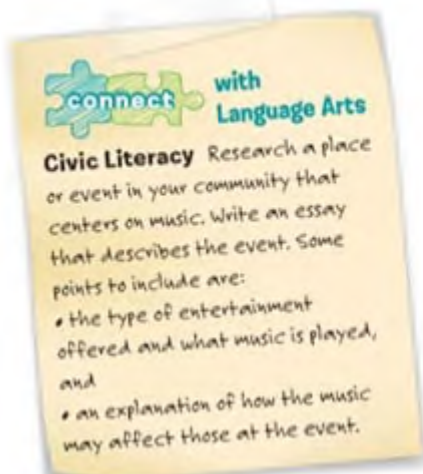 connect
with
Language Arts
Civic Literacy Research a place
or event in your community that
centers on music. Write an essay
that describes the event. Some
points to include are:
• the type of entertainment
offered and what music is played,
and
• an explanation of how the music
may affect those at the event.